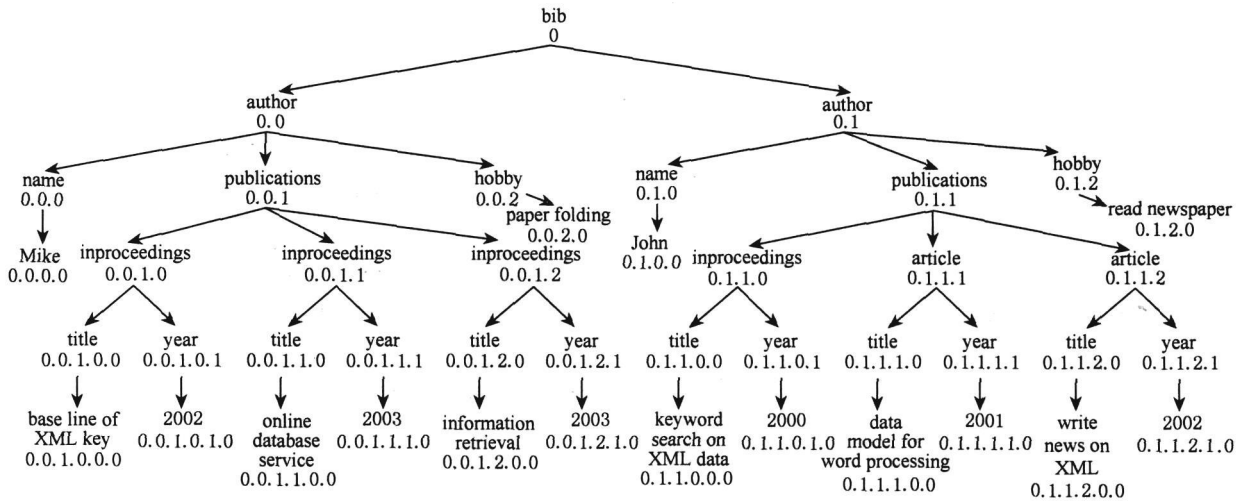 bib
0
author
0.0
author
0.1
name
0.0.0
publications
0.0.1
hobby
0.0.2
name
0.1.0
publications
0.1.1
hobby
0.1.2
paper folding
0.0.2.0
read newspaper
0.1.2.0
Mike
0.0.0.0
inproceedings
0.0.1.0
inproceedings
0.0.1.1
inproceedings
0.0.1.2
John
0.1.0.0
inproceedings
0.1.1.0
article
0.1.1.1
article
0.1.1.2
title
0.0.1.0.0
year
0.0.1.0.1
title
0.0.1.1.0
year
0.0.1.1.1
title
0.0.1.2.0
year
0.0.1.2.1
title
0.1.1.0.0
year
0.1.1.0.1
title
0.1.1.1.0
year
0.1.1.1.1
title
0.1.1.2.0
year
0.1.1.2.1
base line of
XML key
0.0.1.0.0.0
2002
0.0.1.0.1.0
online
database
service
0.0.1.1.0.0
2003
0.0.1.1.1.0
information
retrieval
0.0.1.2.0.0
2003
0.0.1.2.1.0
keyword
search on
XML data
0.1.1.0.0.0
2000
0.1.1.0.1.0
data
model for
word processing
0.1.1.1.0.0
2001
0.1.1.1.1.0
write
news on
XML
0.1.1.2.0.0
2002
0.1.1.2.1.0